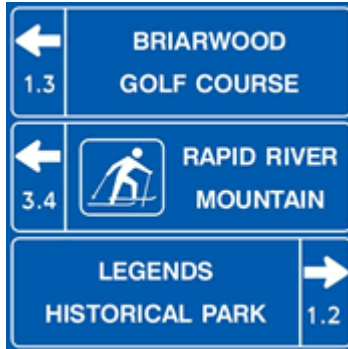 BRIARWOOD
1.3
GOLF COURSE
RAPID RIVER
3.4
MOUNTAIN
LEGENDS
HISTORICAL PARK
1.2